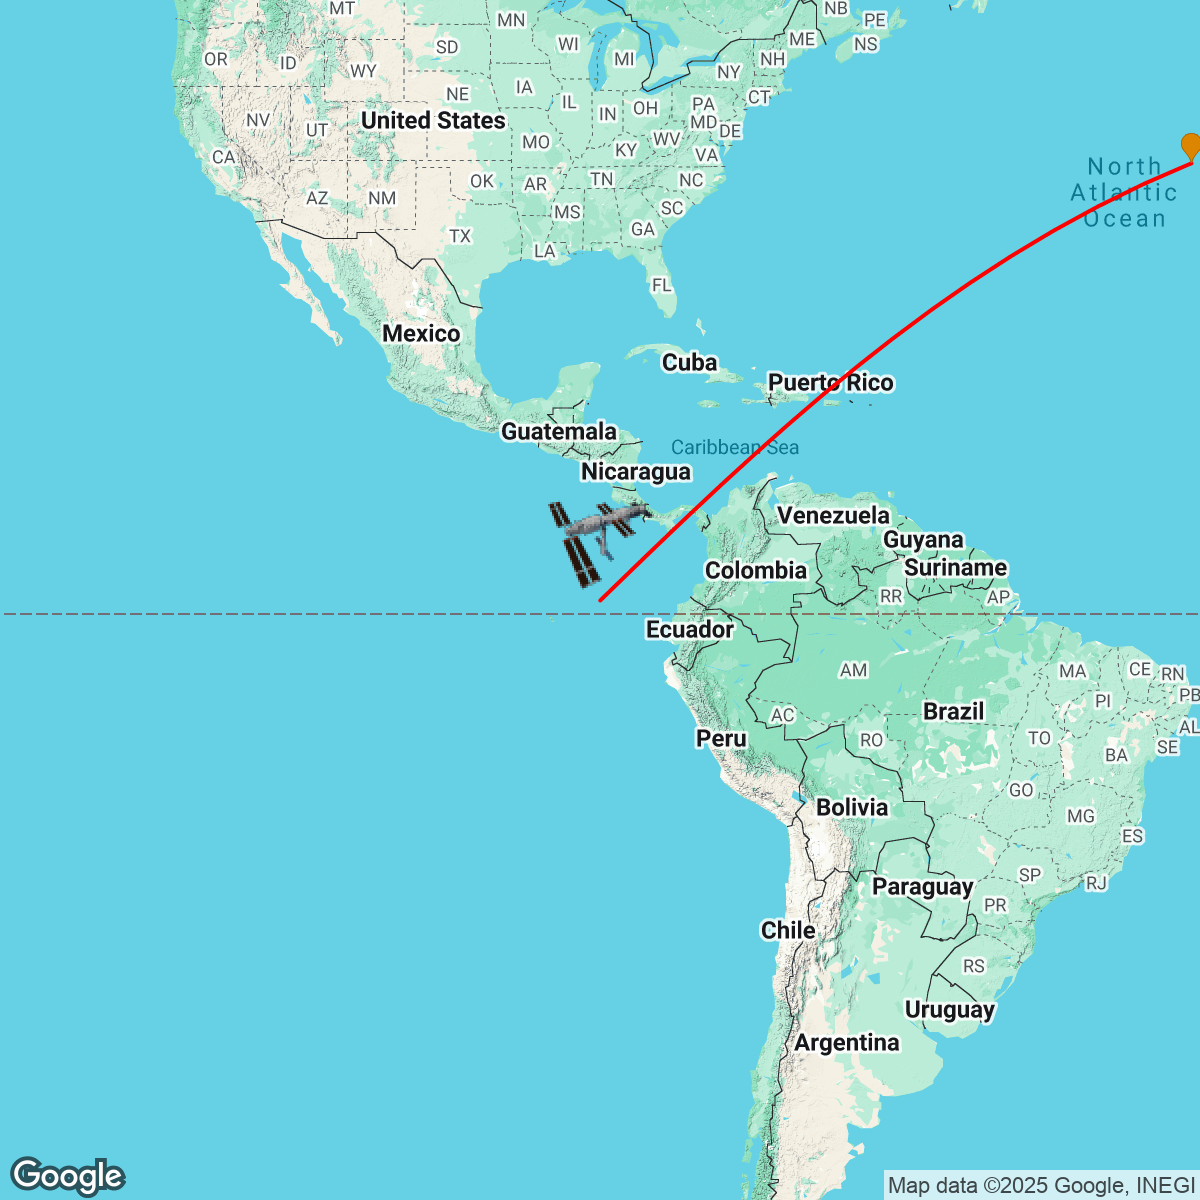 MT
NB
PE
MN
ME
NS
WI
SD
OR
ID
MI
NH
WY
NY
NE
IA
CT
IL
OH
PA
IN
NV
United States
MD
UT
DE
MO
WV
KY
VA
CA
North
Atlantic
Ocean
TN
OK
AR
NC
AZ
NM
SC
MS
GA
TX
LA
FL
Mexico
Cuba
Puerto Rico
Guatemala
Caribbean Sea
Nicaragua
Venezuela
Guyana
Suriname
Colombia
RR
AP
Ecuador
AM
MA
CE
RN
PB
PI
AC
Brazil
AL
Peru
RO
TO
SE
BA
GO
Bolivia
MG
ES
SP
RJ
Paraguay
PR
Chile
RS
Uruguay
Argentina
Google
Map data ©2025 Google, INEGI